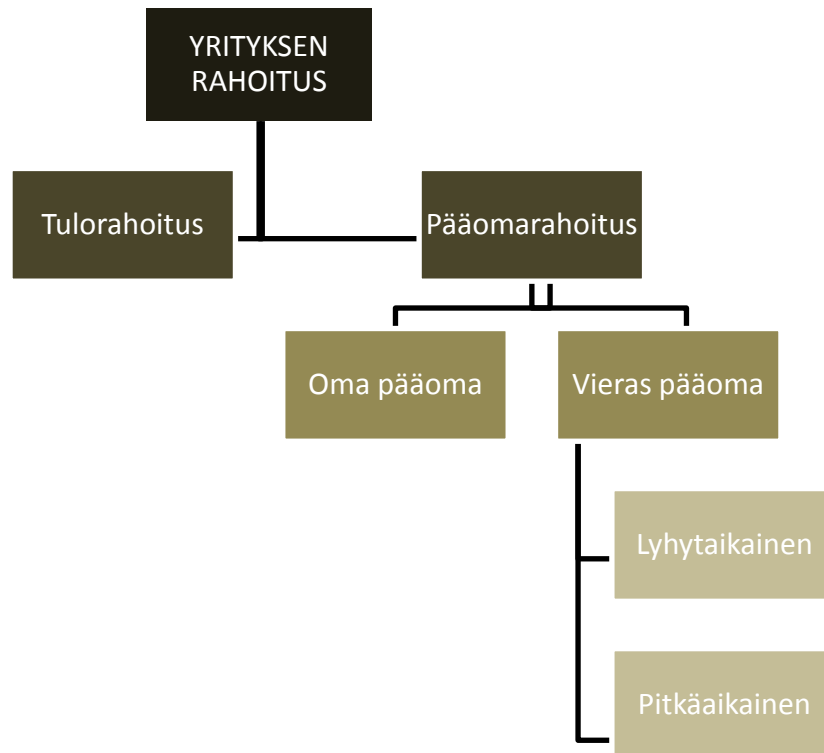 YRITYKSEN
RAHOITUS
Tulorahoitus
Pääomarahoitus
Oma pääoma
Vieras pääoma
Lyhytaikainen
Pitkäaikainen